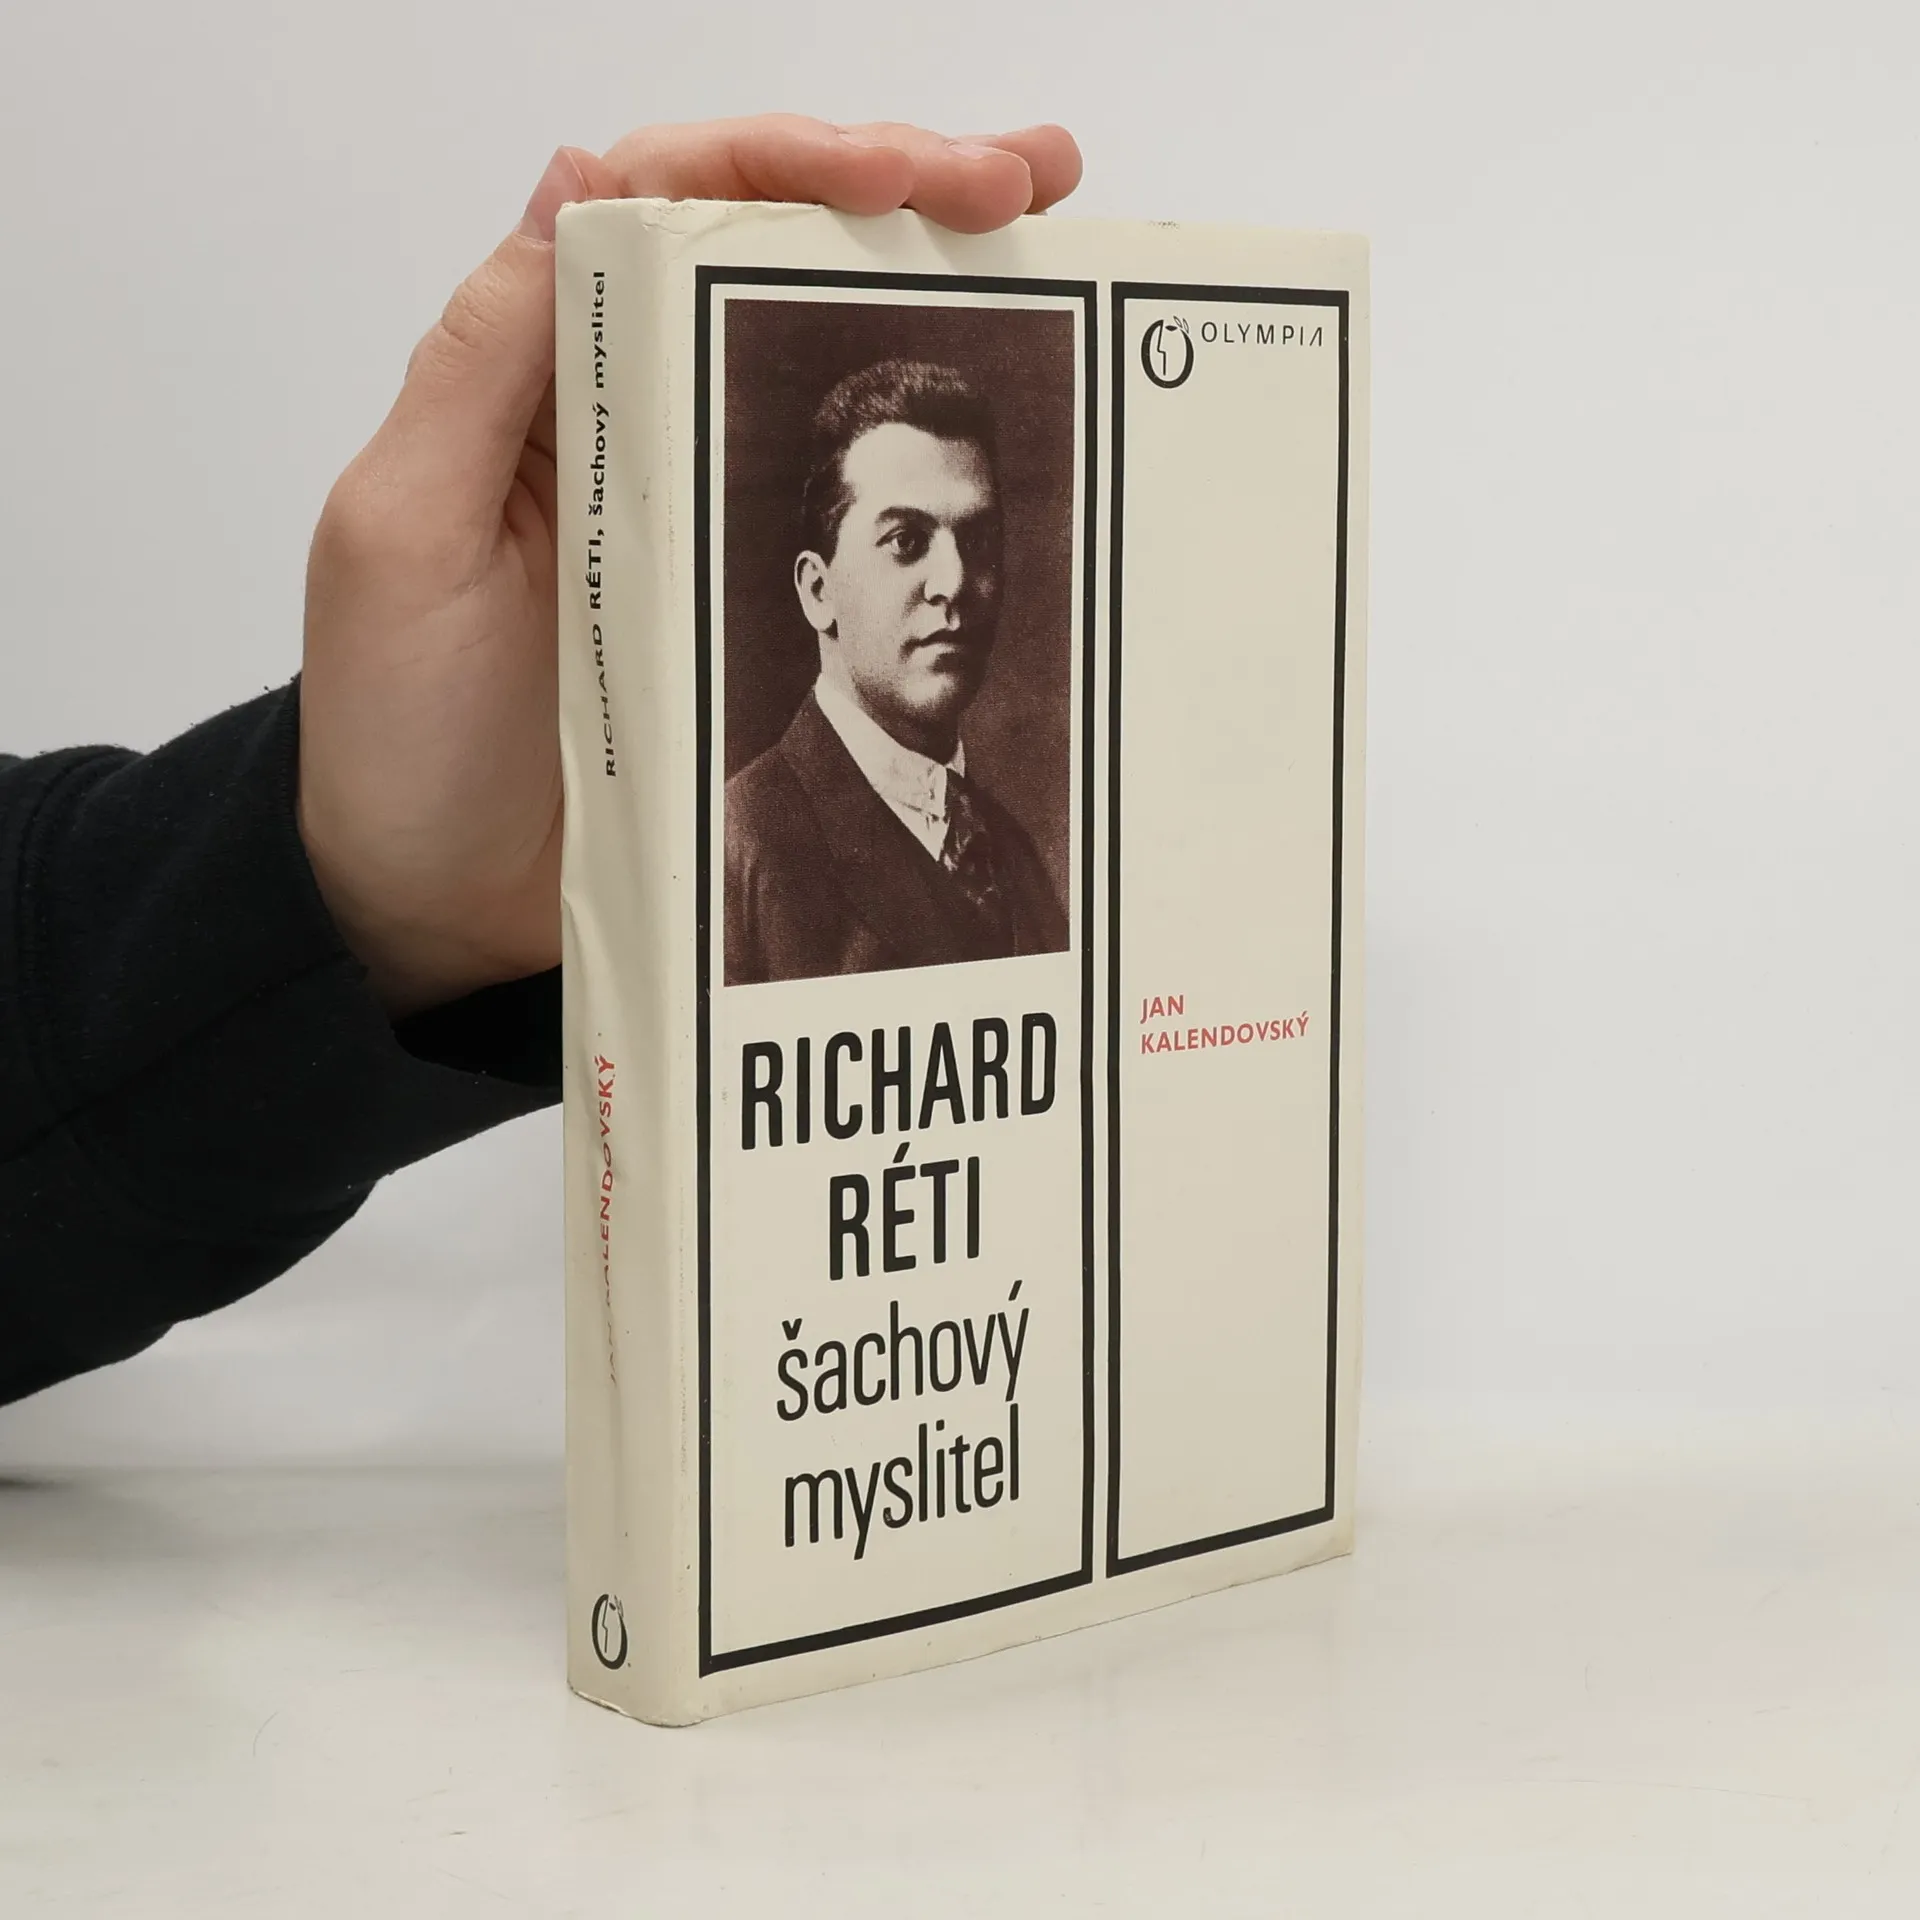 RICHARD RÉTI, šachový myslitel
JAN KALENDOVSKÝ
RICHARD
RÉTI
šachový
myslitel
OLYMPIA
JAN
KALENDOVSKÝ